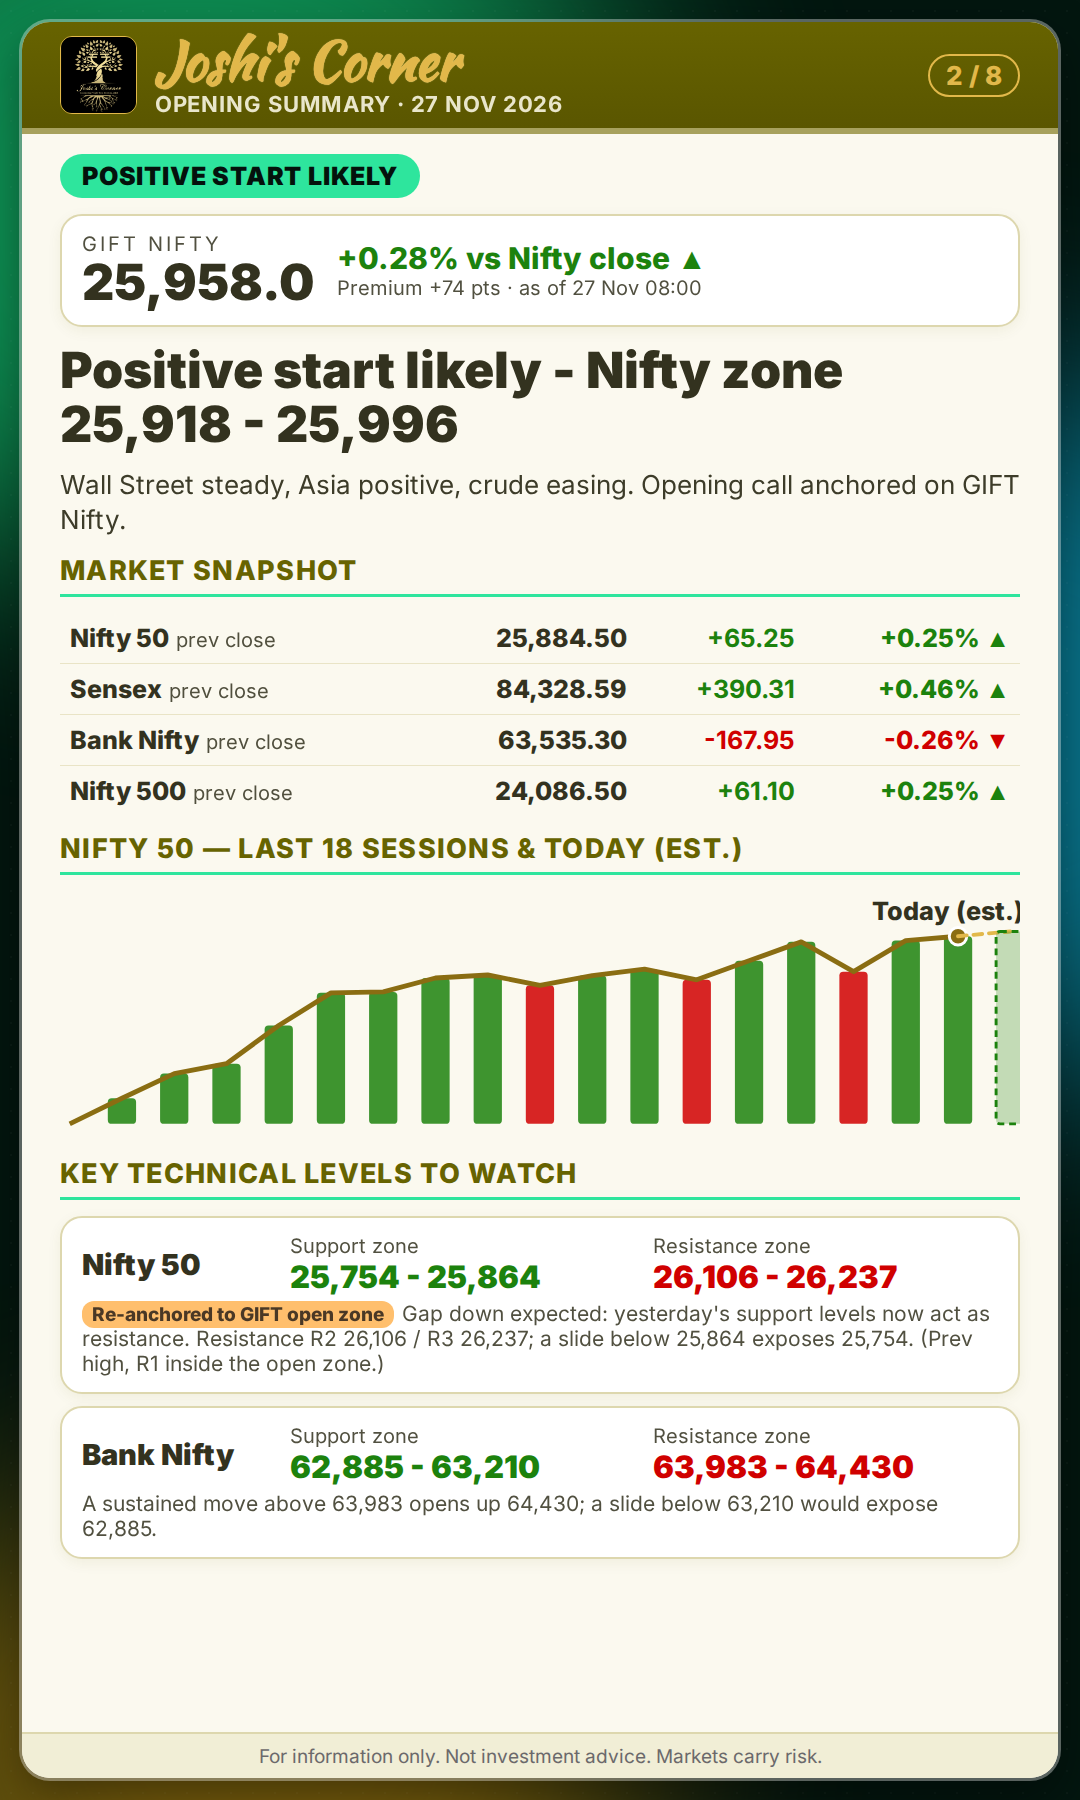 Joshi's Corner
Joshi's Corner
OPENING SUMMARY · 27 NOV 2026
2 / 8
POSITIVE START LIKELY
GIFT NIFTY
25,958.0
+0.28% vs Nifty close ▲
Premium +74 pts · as of 27 Nov 08:00
Positive start likely - Nifty zone
25,918 - 25,996
Wall Street steady, Asia positive, crude easing. Opening call anchored on GIFT
Nifty.
MARKET SNAPSHOT
Nifty 50 prev close 25,884.50 +65.25 +0.25% ▲
Sensex prev close 84,328.59 +390.31 +0.46% ▲
Bank Nifty prev close 63,535.30 -167.95 -0.26% ▼
Nifty 500 prev close 24,086.50 +61.10 +0.25% ▲
NIFTY 50 — LAST 18 SESSIONS & TODAY (EST.)
Today (est.)
KEY TECHNICAL LEVELS TO WATCH
Nifty 50
Support zone
25,754 - 25,864
Resistance zone
26,106 - 26,237
Re-anchored to GIFT open zone Gap down expected: yesterday's support levels now act as
resistance. Resistance R2 26,106 / R3 26,237; a slide below 25,864 exposes 25,754. (Prev
high, R1 inside the open zone.)
Bank Nifty
Support zone
62,885 - 63,210
Resistance zone
63,983 - 64,430
A sustained move above 63,983 opens up 64,430; a slide below 63,210 would expose
62,885.
For information only. Not investment advice. Markets carry risk.